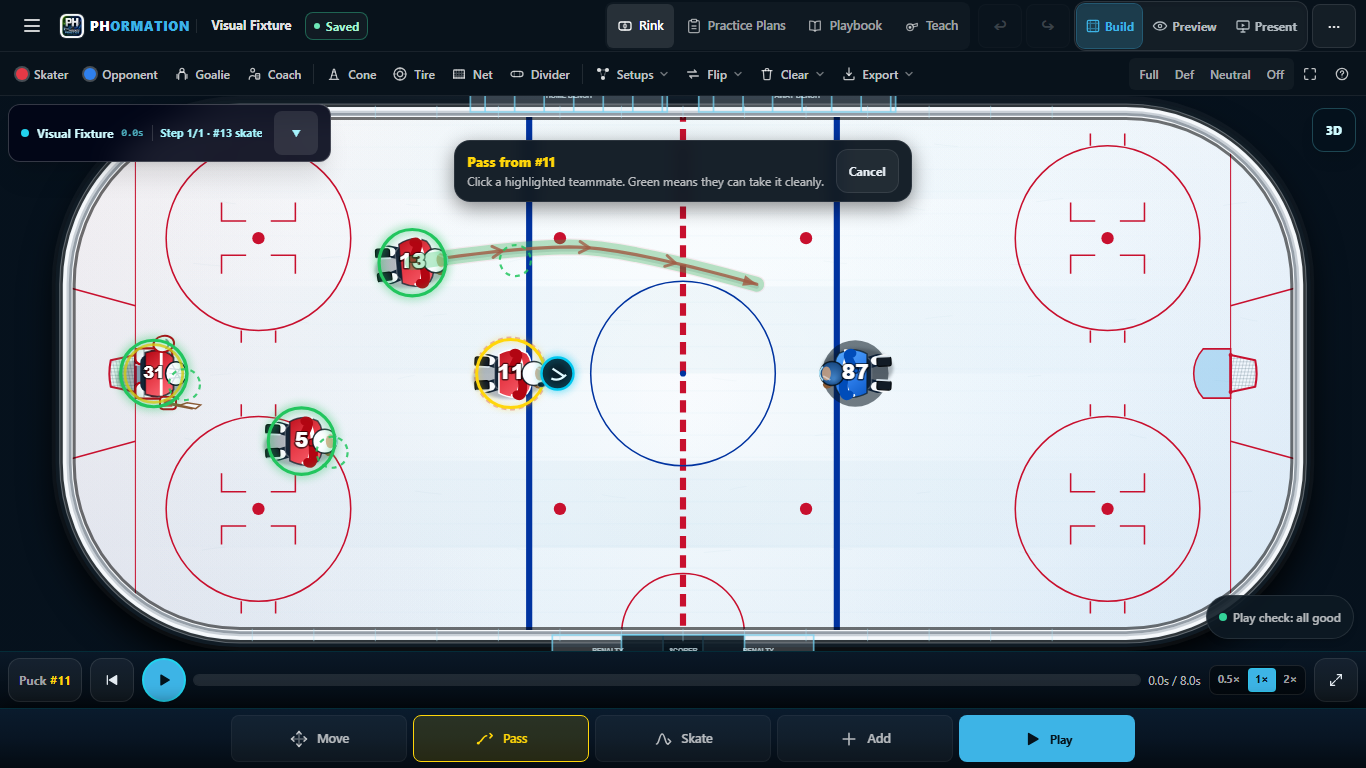 PH PHORMATION Visual Fixture Saved Rink Practice Plans Playbook Teach Build Preview Present
Skater Opponent Goalie Coach Cone Tire Net Divider Setups Flip Clear Export Full Def Neutral Off
Visual Fixture 0.0s Step 1/1 · #13 skate
3D
Pass from #11
Click a highlighted teammate. Green means they can take it cleanly.
Cancel
13
31
11
87
5
Play check: all good
PENALTY SCORER PENALTY
Puck #11 0.0s / 8.0s 0.5× 1× 2×
Move Pass Skate Add Play